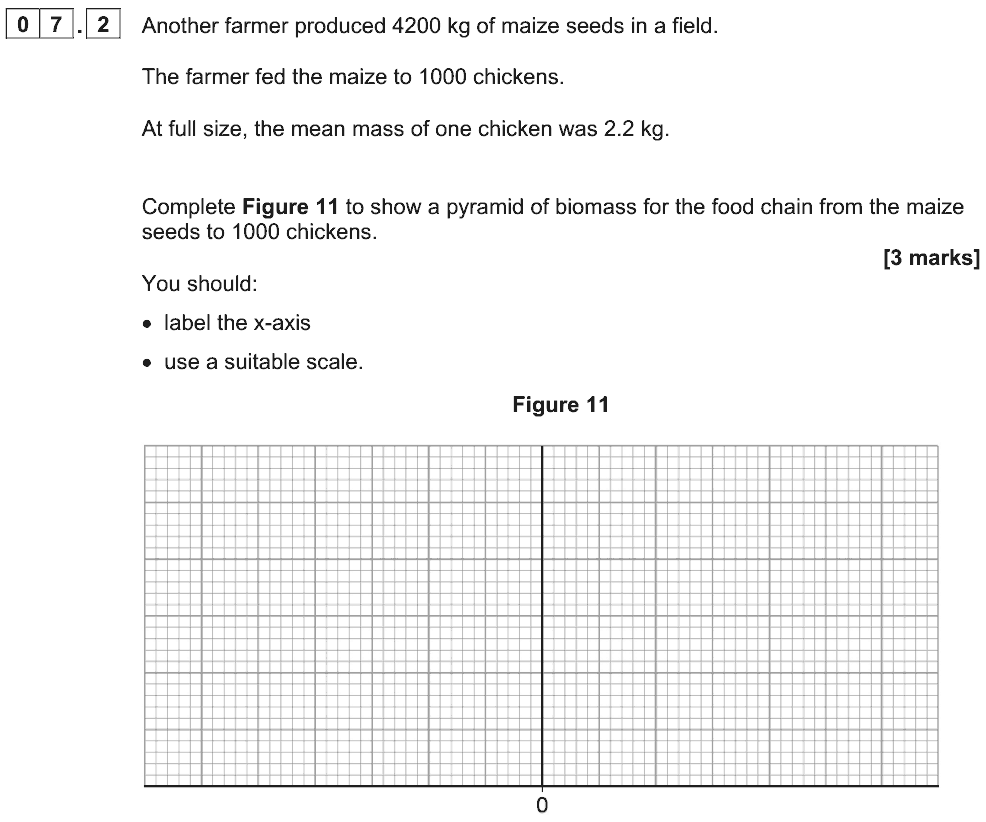 0 7 . 2 Another farmer produced 4200 kg of maize seeds in a field.
The farmer fed the maize to 1000 chickens.
At full size, the mean mass of one chicken was 2.2 kg.
Complete Figure 11 to show a pyramid of biomass for the food chain from the maize
seeds to 1000 chickens.
[3 marks]
You should:
• label the x-axis
• use a suitable scale.
Figure 11
0